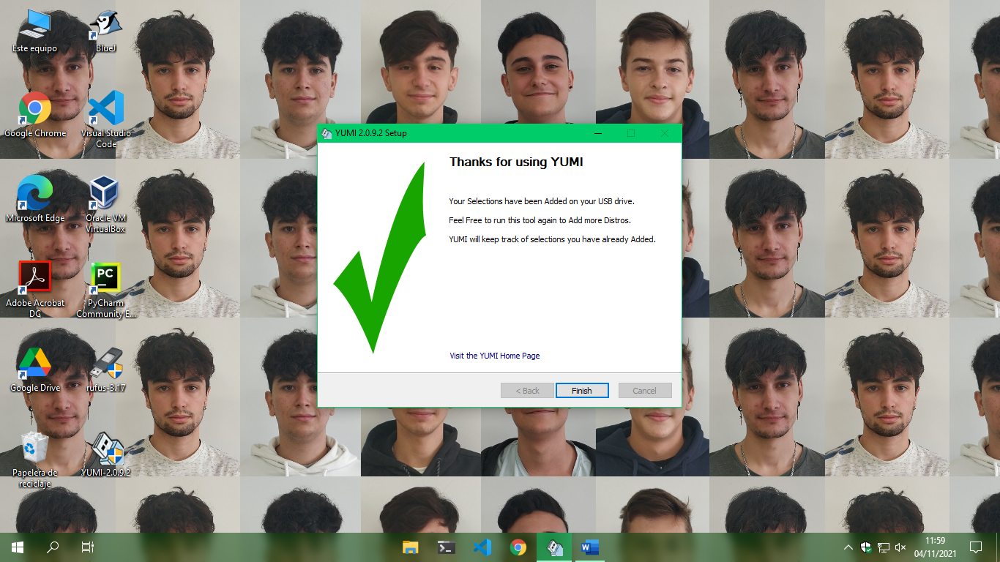 Este equipo
BlueJ
Google Chrome
Visual Studio
Code
Microsoft Edge
Oracle VM
VirtualBox
Adobe Acrobat
DC
PC
PyCharm
Community E...
Google Drive
rufus-3.17
Papelera de
reciclaje
YUMI-2.0.9.2
YUMI 2.0.9.2 Setup
Thanks for using YUMI
Your Selections have been Added on your USB drive.
Feel Free to run this tool again to Add more Distros.
YUMI will keep track of selections you have already Added.
Visit the YUMI Home Page
< Back
Finish
Cancel
11:59
04/11/2021